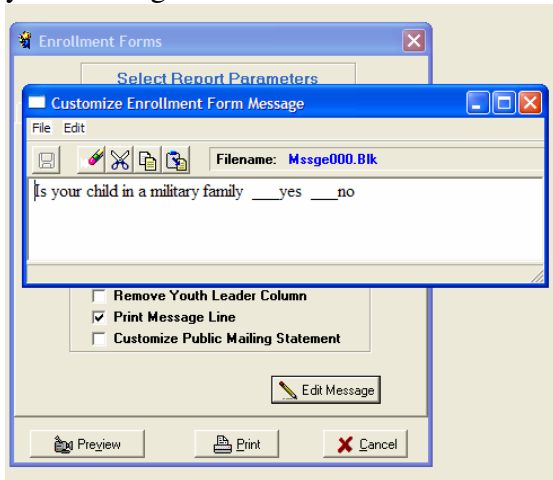 Enrollment Forms
Select Report Parameters
Customize Enrollment Form Message
File Edit
Filename: Mssge000.Blk
Is your child in a military family ___yes ___no
Remove Youth Leader Column
Print Message Line
Customize Public Mailing Statement
Edit Message
Preview Print Cancel